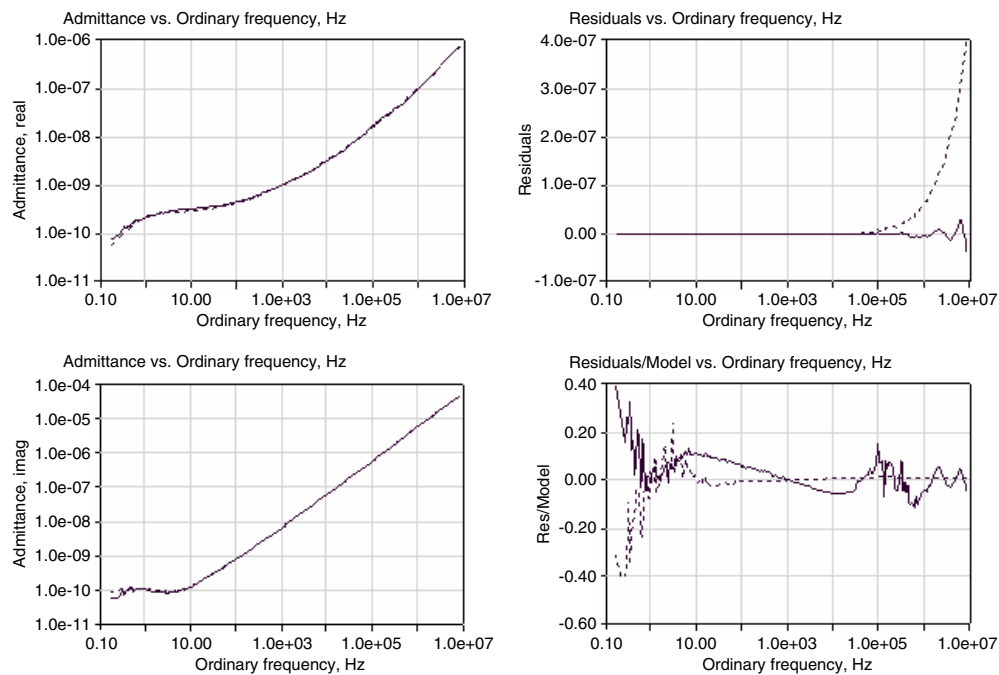 Admittance vs. Ordinary frequency, Hz
1.0e-06
1.0e-07
1.0e-08
1.0e-09
1.0e-10
1.0e-11
Admittance, real
0.10 10.00 1.0e+03 1.0e+05 1.0e+07
Ordinary frequency, Hz
Residuals vs. Ordinary frequency, Hz
4.0e-07
3.0e-07
2.0e-07
1.0e-07
0.00
-1.0e-07
Residuals
0.10 10.00 1.0e+03 1.0e+05 1.0e+07
Ordinary frequency, Hz
Admittance vs. Ordinary frequency, Hz
1.0e-04
1.0e-05
1.0e-06
1.0e-07
1.0e-08
1.0e-09
1.0e-10
1.0e-11
Admittance, imag
0.10 10.00 1.0e+03 1.0e+05 1.0e+07
Ordinary frequency, Hz
Residuals/Model vs. Ordinary frequency, Hz
0.40
0.20
0.00
-0.20
-0.40
-0.60
Res/Model
0.10 10.00 1.0e+03 1.0e+05 1.0e+07
Ordinary frequency, Hz